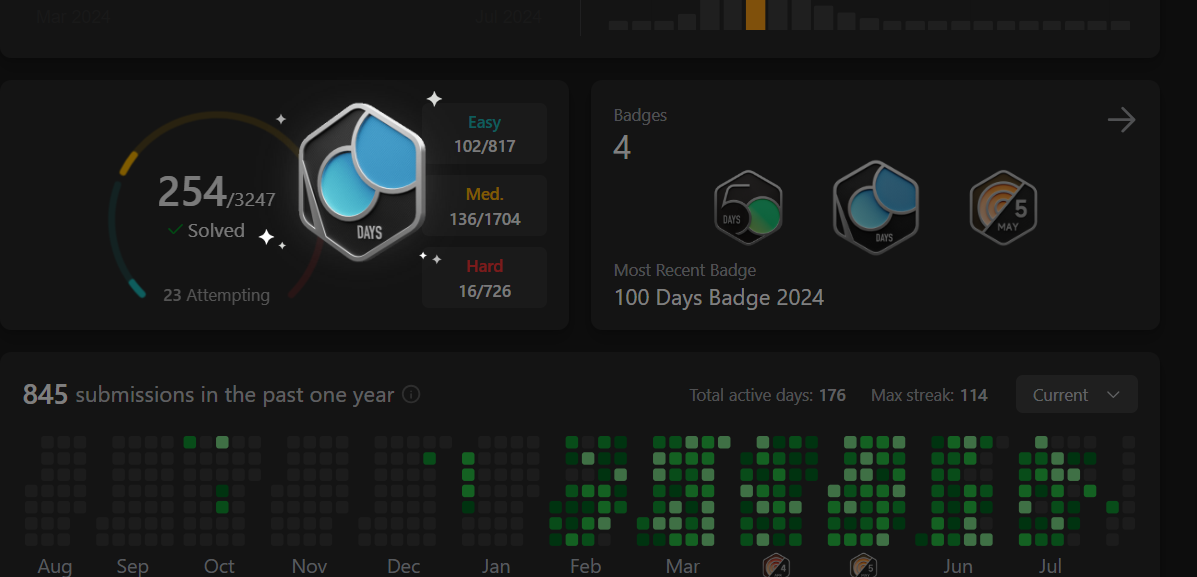 Mar 2024
Jul 2024
254/3247
Solved
23 Attempting
DAYS
Easy
102/817
Med.
136/1704
Hard
16/726
Badges
4
5
DAYS
DAYS
5
MAY
Most Recent Badge
100 Days Badge 2024
845 submissions in the past one year
Total active days: 176
Max streak: 114
Current
Aug Sep Oct Nov Dec Jan Feb Mar 4 5 Jun Jul